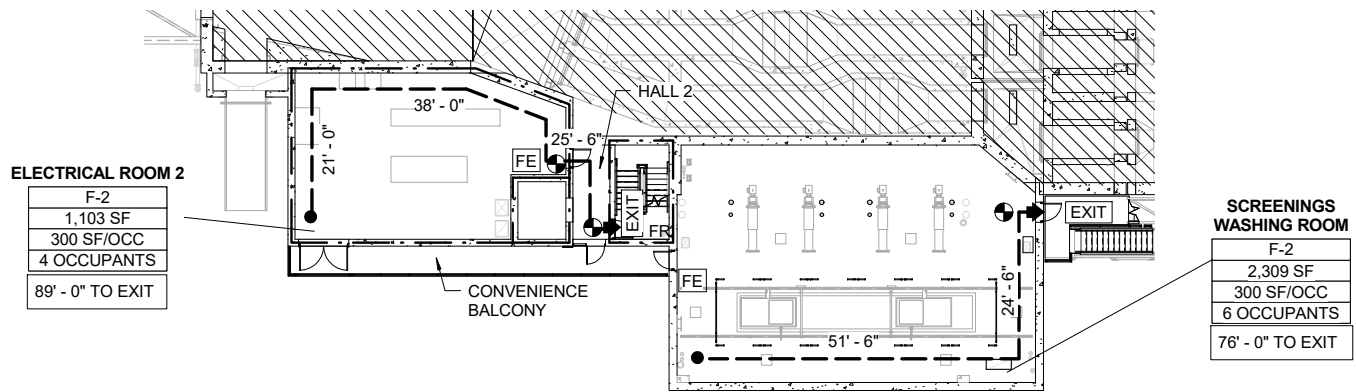 ELECTRICAL ROOM 2
F-2
1,103 SF
300 SF/OCC
4 OCCUPANTS
89' - 0" TO EXIT
38' - 0"
21' - 0"
25' - 6"
HALL 2
FE
EXIT
FR
CONVENIENCE
BALCONY
FE
51' - 6"
24' - 6"
EXIT
SCREENINGS
WASHING ROOM
F-2
2,309 SF
300 SF/OCC
6 OCCUPANTS
76' - 0" TO EXIT